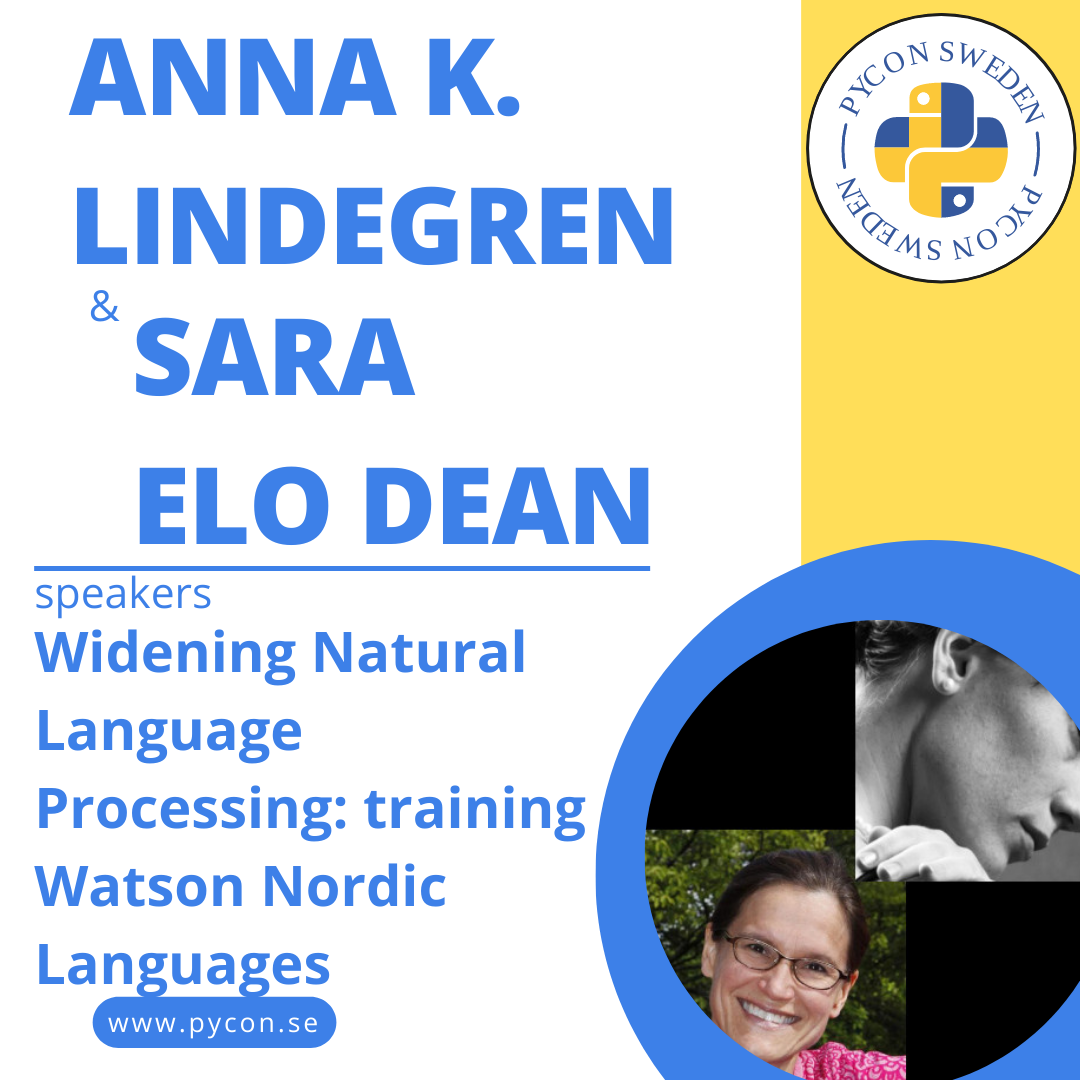 ANNA K.
LINDEGREN
&
SARA
ELO DEAN
speakers
Widening Natural
Language
Processing: training
Watson Nordic
Languages
www.pycon.se
PYCON SWEDEN
PYCON SWEDEN